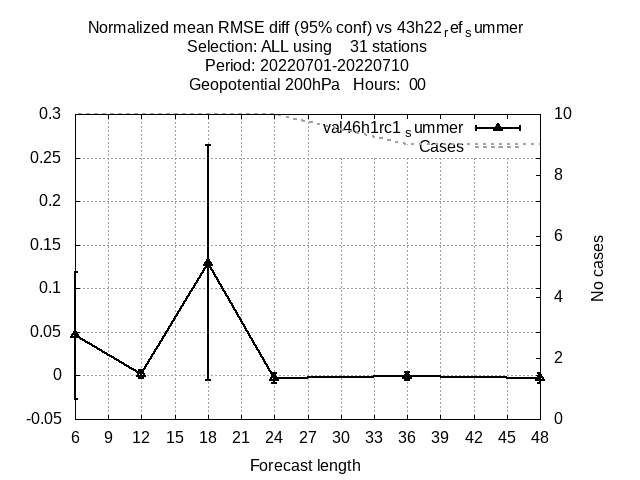 Normalized mean RMSE diff (95% conf) vs 43h22refsummer
Selection: ALL using    31 stations
Period: 20220701-20220710
Geopotential 200hPa   Hours:  00
0.3 10
val46h1rc1summer
Cases
0.25
8
0.2
6
0.15
0.1
4
0.05
2
0
-0.05 0
6 9 12 15 18 21 24 27 30 33 36 39 42 45 48
Forecast length
No cases